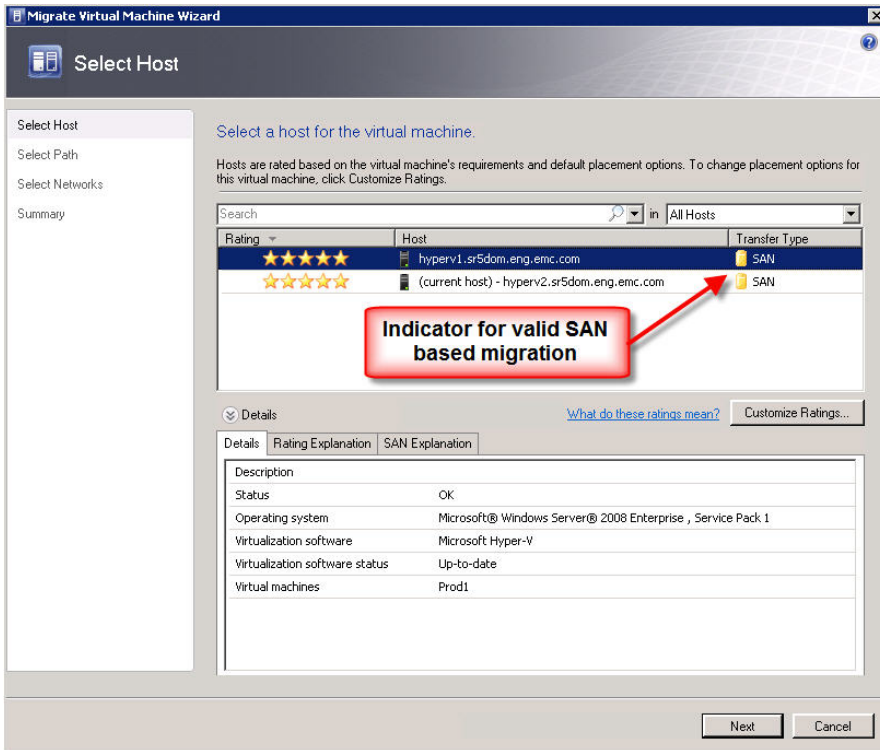 Migrate Virtual Machine Wizard
Select Host
Select Host
Select Path
Select Networks
Summary
Select a host for the virtual machine.
Hosts are rated based on the virtual machine's requirements and default placement options. To change placement options for
this virtual machine, click Customize Ratings.
Search in All Hosts
Rating Host Transfer Type
hyperv1.sr5dom.eng.emc.com SAN
(current host) - hyperv2.sr5dom.eng.emc.com SAN
Indicator for valid SAN
based migration
Details What do these ratings mean? Customize Ratings...
Details Rating Explanation SAN Explanation
Description
Status OK
Operating system Microsoft® Windows Server® 2008 Enterprise , Service Pack 1
Virtualization software Microsoft Hyper-V
Virtualization software status Up-to-date
Virtual machines Prod1
Next Cancel